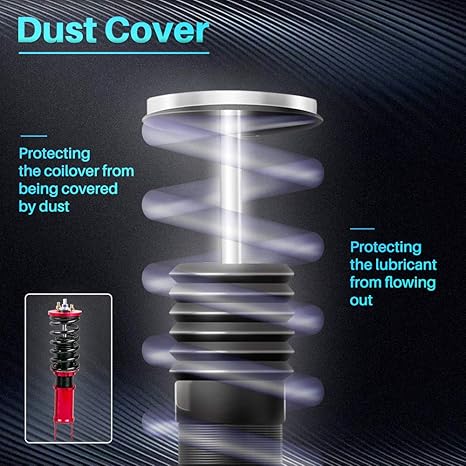 Dust Cover
Protecting
the coilover from
being covered
by dust
Protecting
the lubricant
from flowing
out